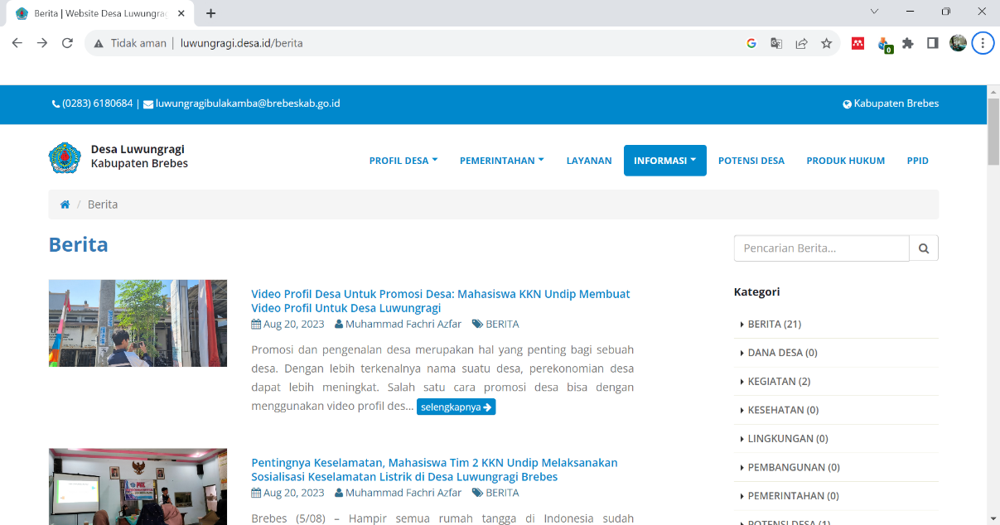 Berita | Website Desa Luwungra
Tidak aman | luwungragi.desa.id/berita
0
(0283) 6180684 | luwungragibulakamba@brebeskab.go.id
Kabupaten Brebes
Desa Luwungragi
Kabupaten Brebes
PROFIL DESA PEMERINTAHAN LAYANAN INFORMASI POTENSI DESA PRODUK HUKUM PPID
/ Berita
Berita
Video Profil Desa Untuk Promosi Desa: Mahasiswa KKN Undip Membuat
Video Profil Untuk Desa Luwungragi
Aug 20, 2023 Muhammad Fachri Azfar BERITA
Promosi dan pengenalan desa merupakan hal yang penting bagi sebuah
desa. Dengan lebih terkenalnya nama suatu desa, perekonomian desa
dapat lebih meningkat. Salah satu cara promosi desa bisa dengan
menggunakan video profil des... selengkapnya
Pentingnya Keselamatan, Mahasiswa Tim 2 KKN Undip Melaksanakan
Sosialisasi Keselamatan Listrik di Desa Luwungragi Brebes
Aug 20, 2023 Muhammad Fachri Azfar BERITA
Brebes (5/08) – Hampir semua rumah tangga di Indonesia sudah
Pencarian Berita...
Kategori
BERITA (21)
DANA DESA (0)
KEGIATAN (2)
KESEHATAN (0)
LINGKUNGAN (0)
PEMBANGUNAN (0)
PEMERINTAHAN (0)
POTENSI DESA (1)